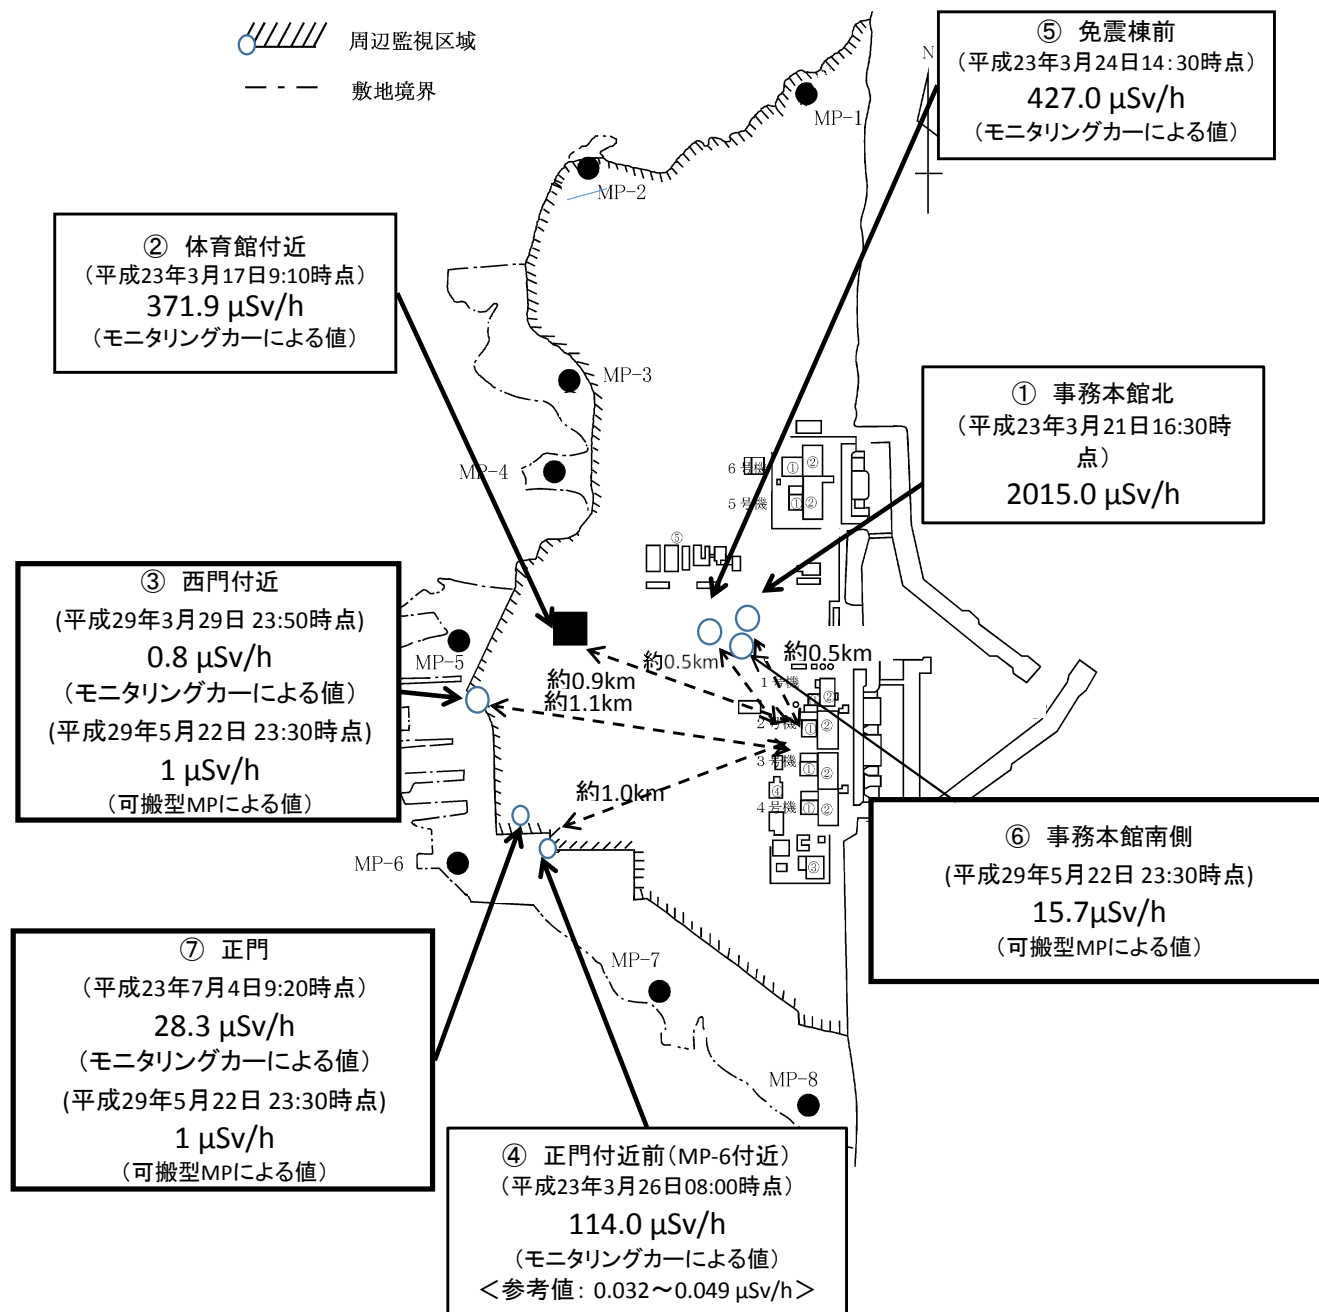 周辺監視区域
敷地境界
⑤ 免震棟前
（平成23年3月24日14：30時点）
427.0 μSv/h
（モニタリングカーによる値）
N
MP-1
MP-2
② 体育館付近
（平成23年3月17日9:10時点）
371.9 μSv/h
（モニタリングカーによる値）
MP-3
① 事務本館北
（平成23年3月21日16:30時
点）
2015.0 μSv/h
MP-4
６号機
① ②
５号機
① ②
⑤
③ 西門付近
(平成29年3月29日 23:50時点)
0.8 μSv/h
（モニタリングカーによる値）
(平成29年5月22日 23:30時点)
1 μSv/h
（可搬型MPによる値）
MP-5
約0.5km
約0.5km
約0.9km
約1.1km
１号機
②
２号機
① ②
３号機
① ②
④
約1.0km
４号機
① ②
③
MP-6
⑥ 事務本館南側
(平成29年5月22日 23:30時点)
15.7μSv/h
（可搬型MPによる値）
⑦ 正門
（平成23年7月4日9:20時点）
28.3 μSv/h
（モニタリングカーによる値）
(平成29年5月22日 23:30時点)
1 μSv/h
（可搬型MPによる値）
MP-7
MP-8
④ 正門付近前（MP-6付近）
（平成23年3月26日08:00時点）
114.0 μSv/h
（モニタリングカーによる値）
＜参考値： 0.032～0.049 μSv/h＞